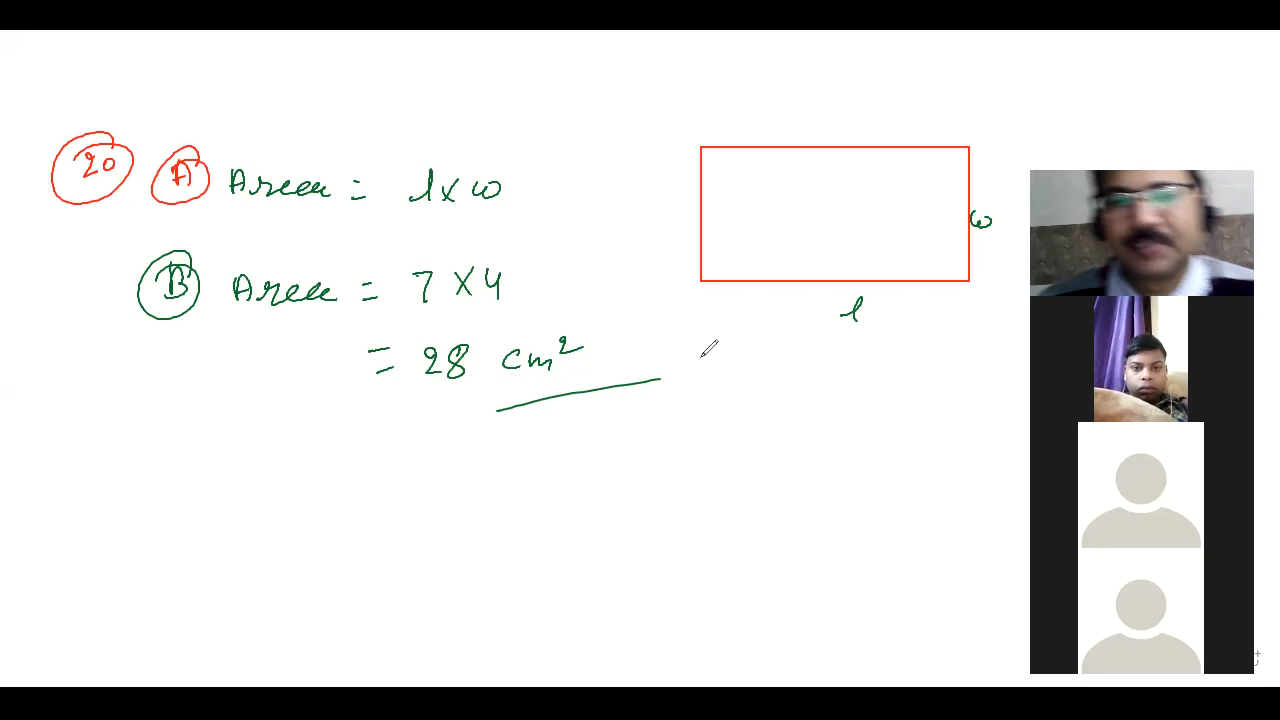 20 A Area = l x w
w
B Area = 7 x 4
l
= 28 cm²